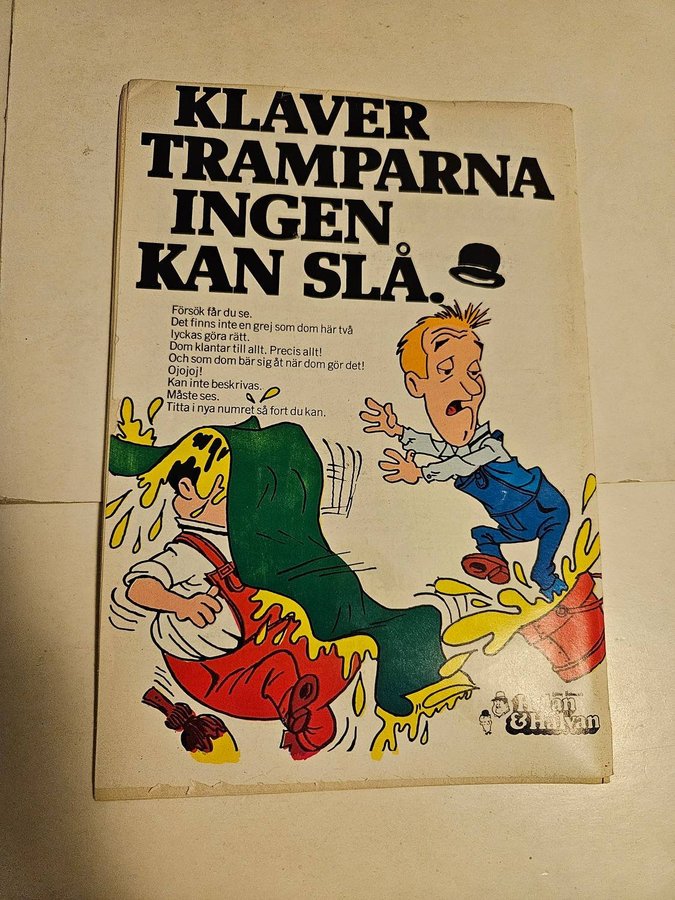 KLAVER
TRAMPARNA
INGEN
KAN SLÅ.
Försök får du se.
Det finns inte en grej som dom här två
lyckas göra rätt.
Dom klantar till allt. Precis allt!
Och som dom bär sig åt när dom gör det!
Ojojoj!
Kan inte beskrivas.
Måste ses.
Titta i nya numret så fort du kan.
Helan
& Halvan